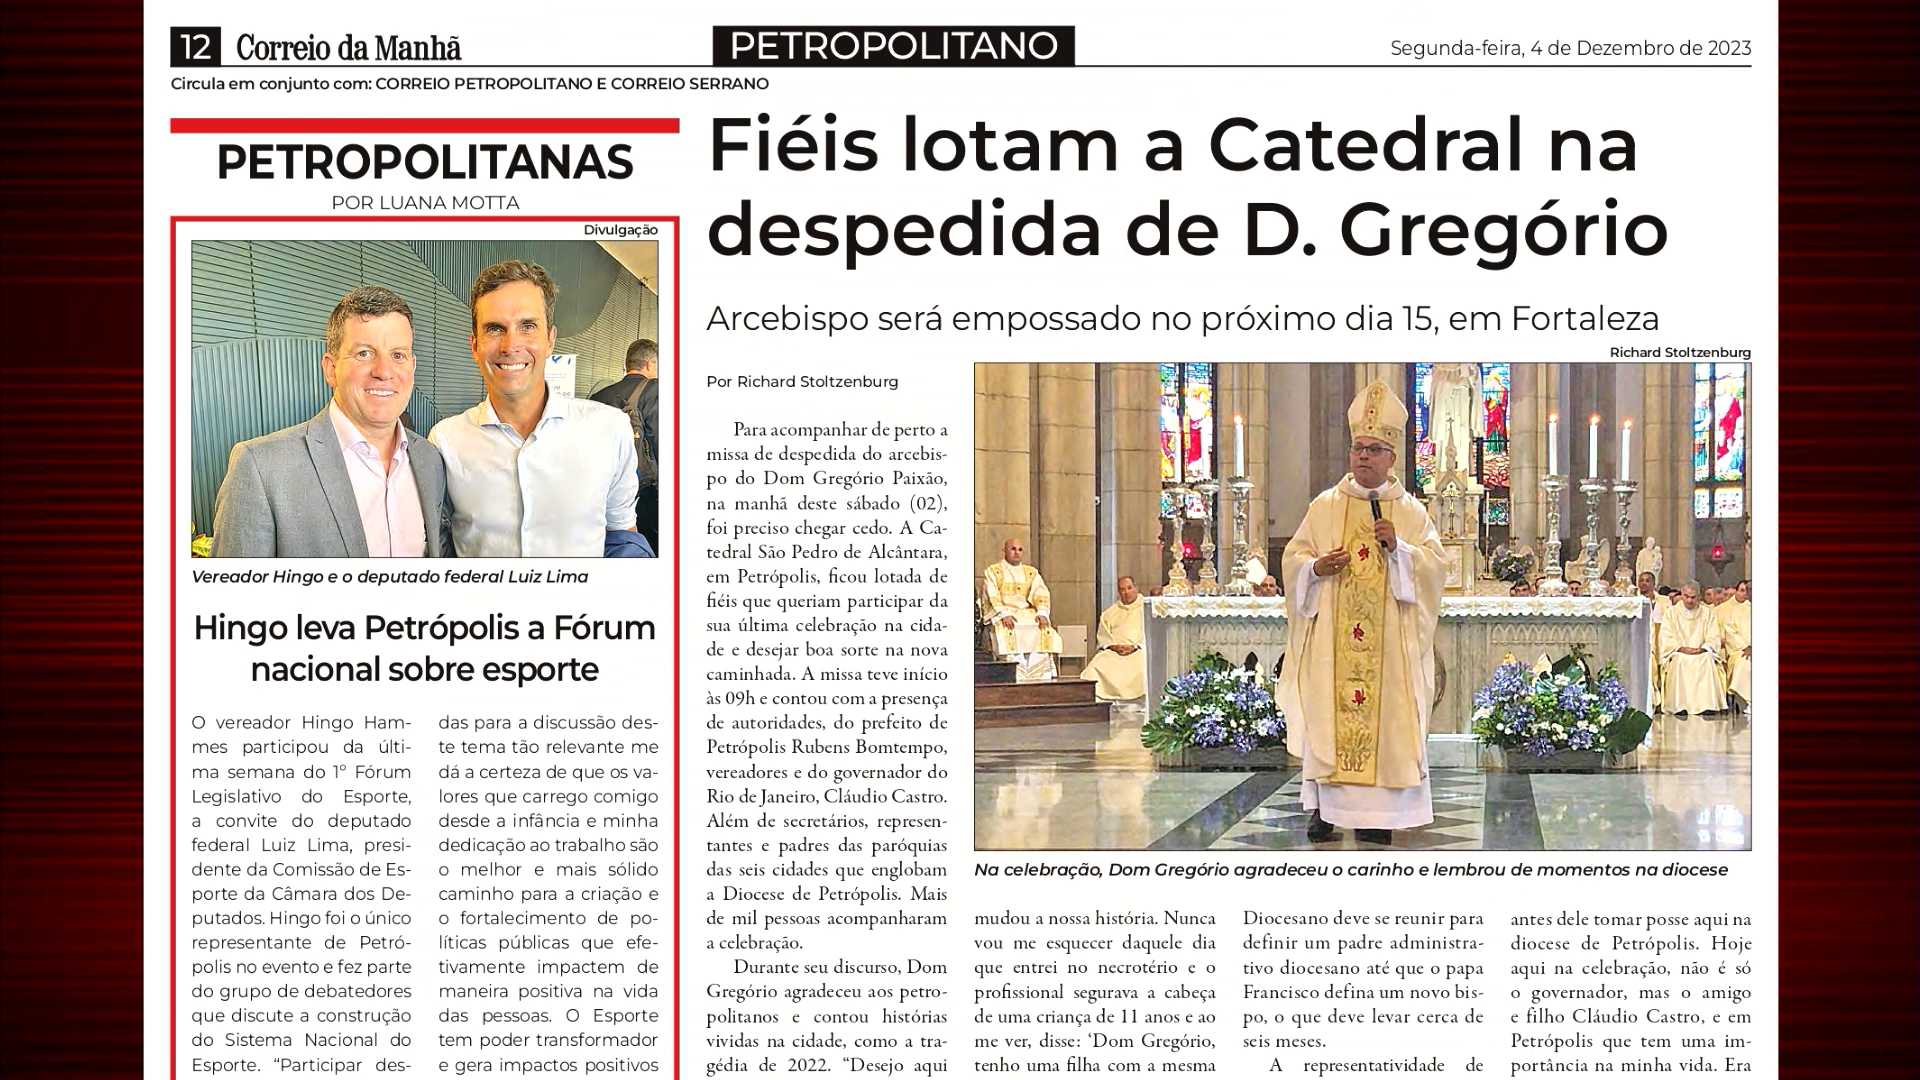 12 Correio da Manhã
PETROPOLITANO
Segunda-feira, 4 de Dezembro de 2023
Circula em conjunto com: CORREIO PETROPOLITANO E CORREIO SERRANO
PETROPOLITANAS
POR LUANA MOTTA
Divulgação
Vereador Hingo e o deputado federal Luiz Lima
Hingo leva Petrópolis a Fórum
nacional sobre esporte
O vereador Hingo Ham-
mes participou da últi-
ma semana do 1º Fórum
Legislativo do Esporte,
a convite do deputado
federal Luiz Lima, presi-
dente da Comissão de Es-
porte da Câmara dos De-
putados. Hingo foi o único
representante de Petró-
polis no evento e fez parte
do grupo de debatedores
que discute a construção
do Sistema Nacional do
Esporte. “Participar des-
das para a discussão des-
te tema tão relevante me
dá a certeza de que os va-
lores que carrego comigo
desde a infância e minha
dedicação ao trabalho são
o melhor e mais sólido
caminho para a criação e
o fortalecimento de po-
líticas públicas que efe-
tivamente impactem de
maneira positiva na vida
das pessoas. O Esporte
tem poder transformador
e gera impactos positivos
Fiéis lotam a Catedral na
despedida de D. Gregório
Arcebispo será empossado no próximo dia 15, em Fortaleza
Richard Stoltzenburg
Por Richard Stoltzenburg
Para acompanhar de perto a
missa de despedida do arcebis-
po do Dom Gregório Paixão,
na manhã deste sábado (02),
foi preciso chegar cedo. A Ca-
tedral São Pedro de Alcântara,
em Petrópolis, ficou lotada de
fiéis que queriam participar da
sua última celebração na cida-
de e desejar boa sorte na nova
caminhada. A missa teve início
às 09h e contou com a presença
de autoridades, do prefeito de
Petrópolis Rubens Bomtempo,
vereadores e do governador do
Rio de Janeiro, Cláudio Castro.
Além de secretários, represen-
tantes e padres das paróquias
das seis cidades que englobam
a Diocese de Petrópolis. Mais
de mil pessoas acompanharam
a celebração.
Durante seu discurso, Dom
Gregório agradeceu aos petro-
politanos e contou histórias
vividas na cidade, como a tra-
gédia de 2022. “Desejo aqui
Na celebração, Dom Gregório agradeceu o carinho e lembrou de momentos na diocese
mudou a nossa história. Nunca
vou me esquecer daquele dia
que entrei no necrotério e o
profissional segurava a cabeça
de uma criança de 11 anos e ao
me ver, disse: ‘Dom Gregório,
tenho uma filha com a mesma
Diocesano deve se reunir para
definir um padre administra-
tivo diocesano até que o papa
Francisco defina um novo bis-
po, o que deve levar cerca de
seis meses.
A representatividade de
antes dele tomar posse aqui na
diocese de Petrópolis. Hoje
aqui na celebração, não é só
o governador, mas o amigo
e filho Cláudio Castro, e em
Petrópolis que tem uma im-
portância na minha vida. Era